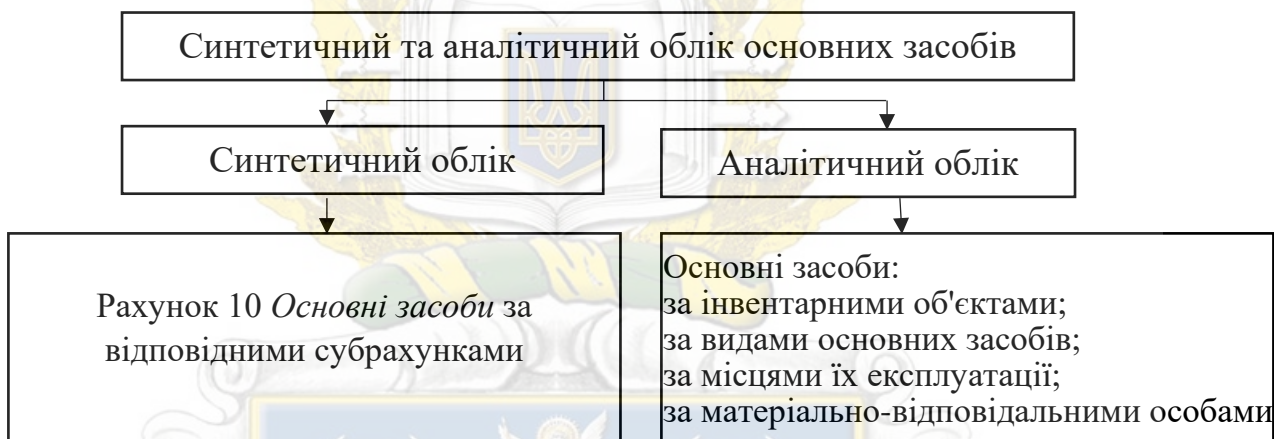 Синтетичний та аналітичний облік основних засобів
Синтетичний облік
Аналітичний облік
Рахунок 10 Основні засоби за
відповідними субрахунками
Основні засоби:
за інвентарними об'єктами;
за видами основних засобів;
за місцями їх експлуатації;
за матеріально-відповідальними особами